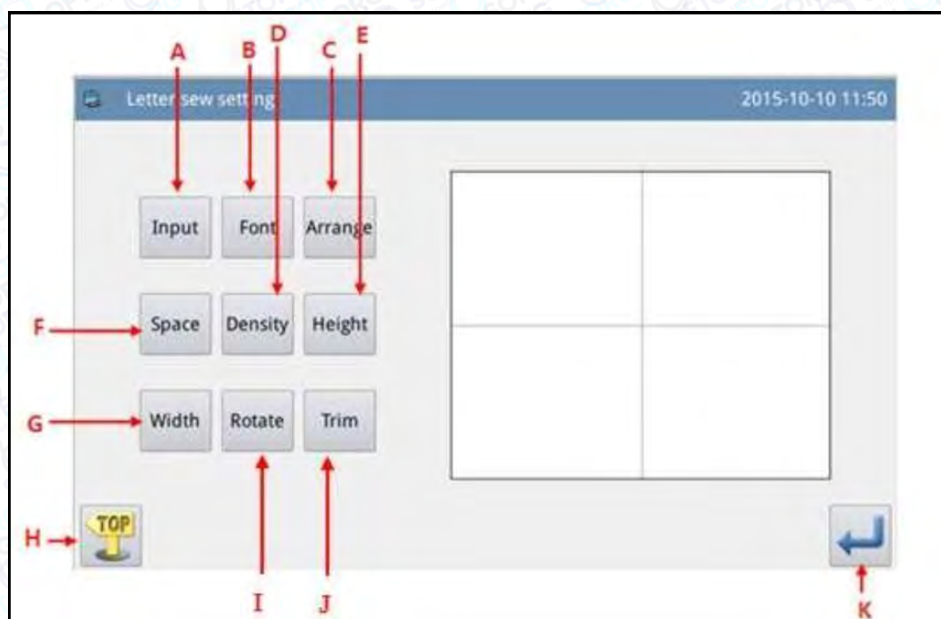 A B D C E
Letter sew setting 2015-10-10 11:50
Input Font Arrange
F Space Density Height
G Width Rotate Trim
H TOP
I J K